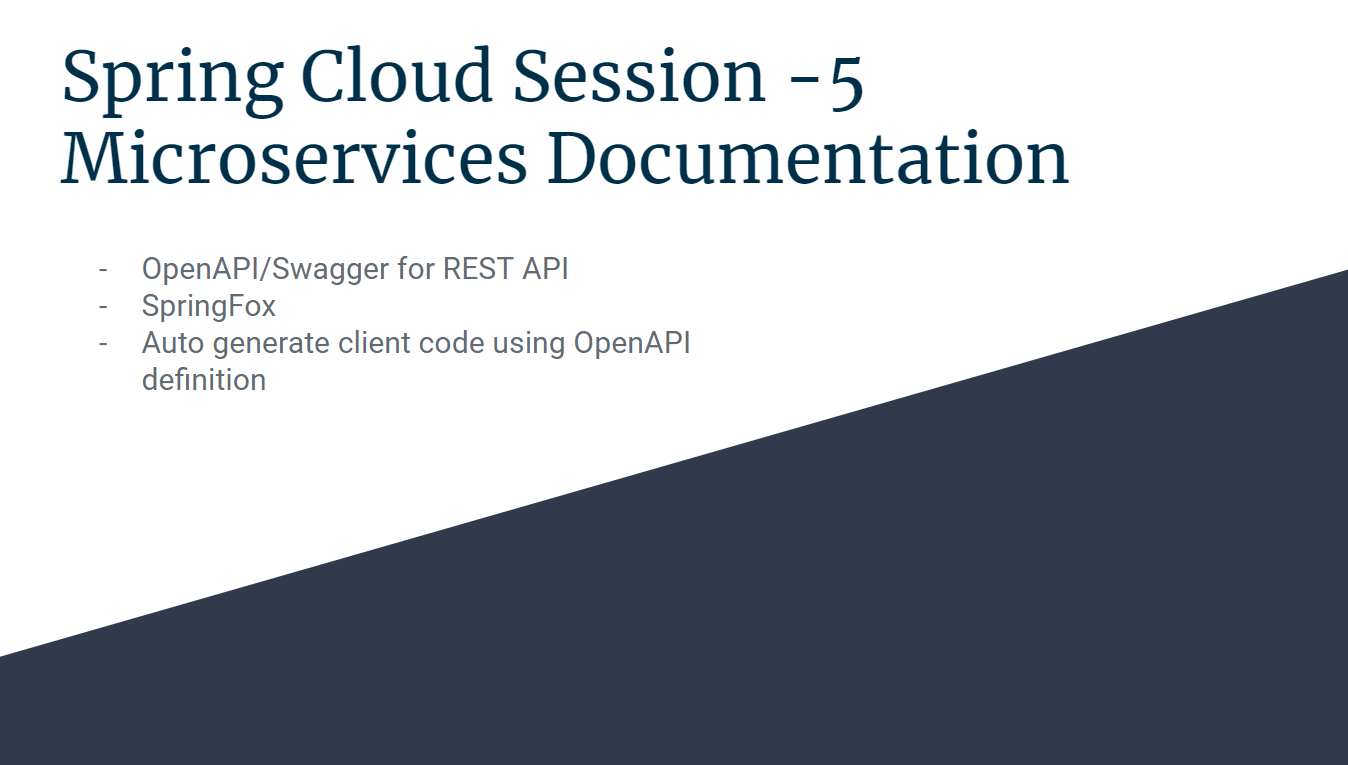 Spring Cloud Session -5
Microservices Documentation
- OpenAPI/Swagger for REST API
- SpringFox
- Auto generate client code using OpenAPI
definition